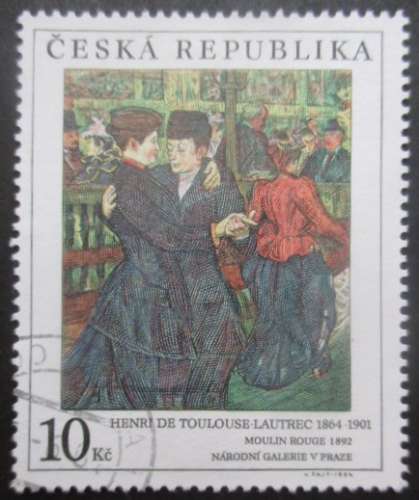 ČESKÁ REPUBLIKA
HENRI DE TOULOUSE-LAUTREC 1864-1901
MOULIN ROUGE 1892
NÁRODNÍ GALERIE V PRAZE
10 Kč